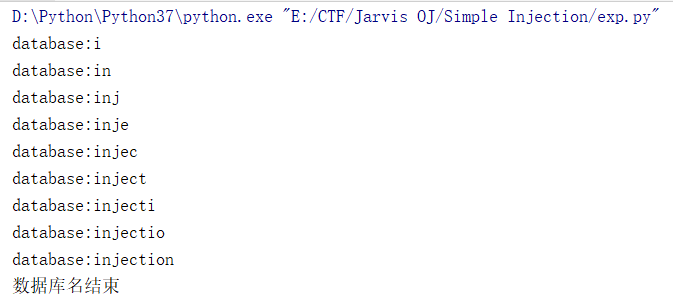 D:\Python\Python37\python.exe "E:/CTF/Jarvis OJ/Simple Injection/exp.py"
database:i
database:in
database:inj
database:inje
database:injec
database:inject
database:injecti
database:injectio
database:injection
数据库名结束